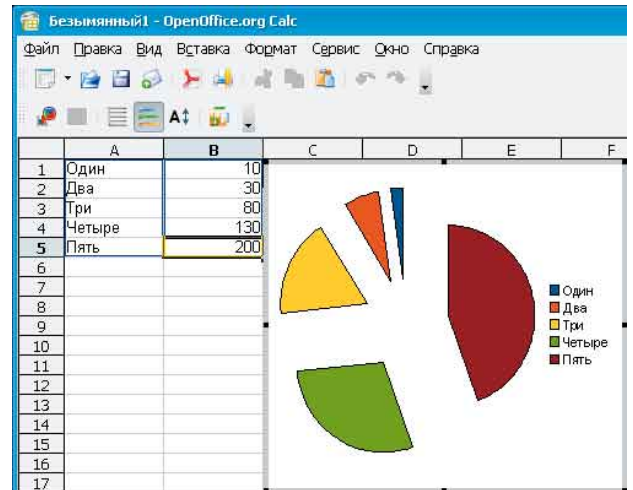 Безымянный1 - OpenOffice.org Calc
Файл Правка Вид Вставка Формат Сервис Окно Справка
A B C D E F
1 Один 10
2 Два 30
3 Три 80
4 Четыре 130
5 Пять 200
6
7
8
9
10
11
12
13
14
15
16
17
Один
Два
Три
Четыре
Пять